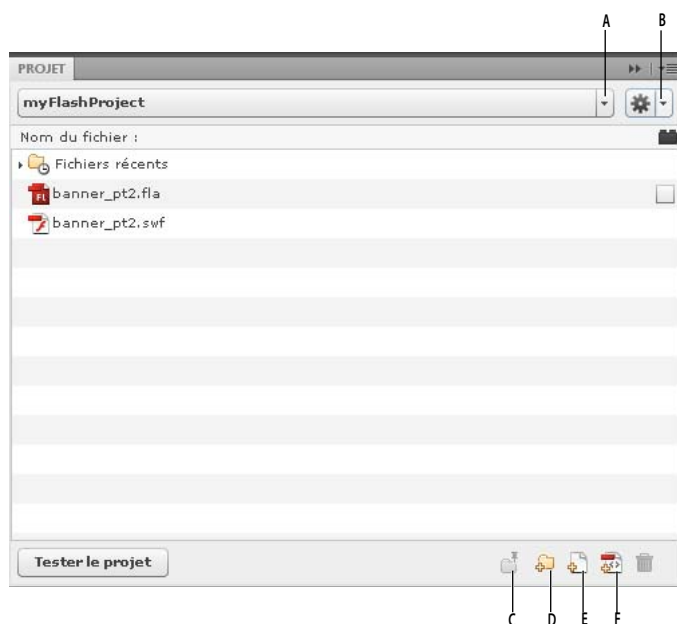 A B
PROJET
myFlashProject
Nom du fichier :
Fichiers récents
banner_pt2.fla
banner_pt2.swf
Tester le projet
C D E F